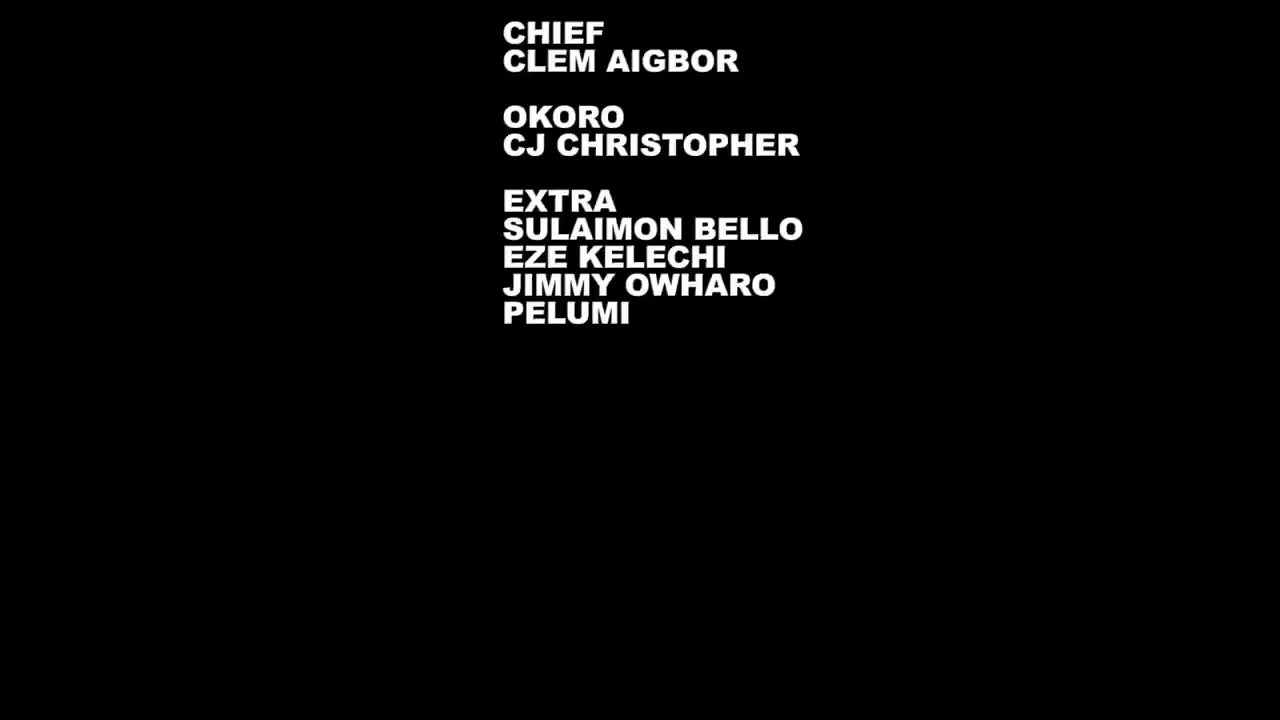 CHIEF
CLEM AIGBOR
OKORO
CJ CHRISTOPHER
EXTRA
SULAIMON BELLO
EZE KELECHI
JIMMY OWHARO
PELUMI